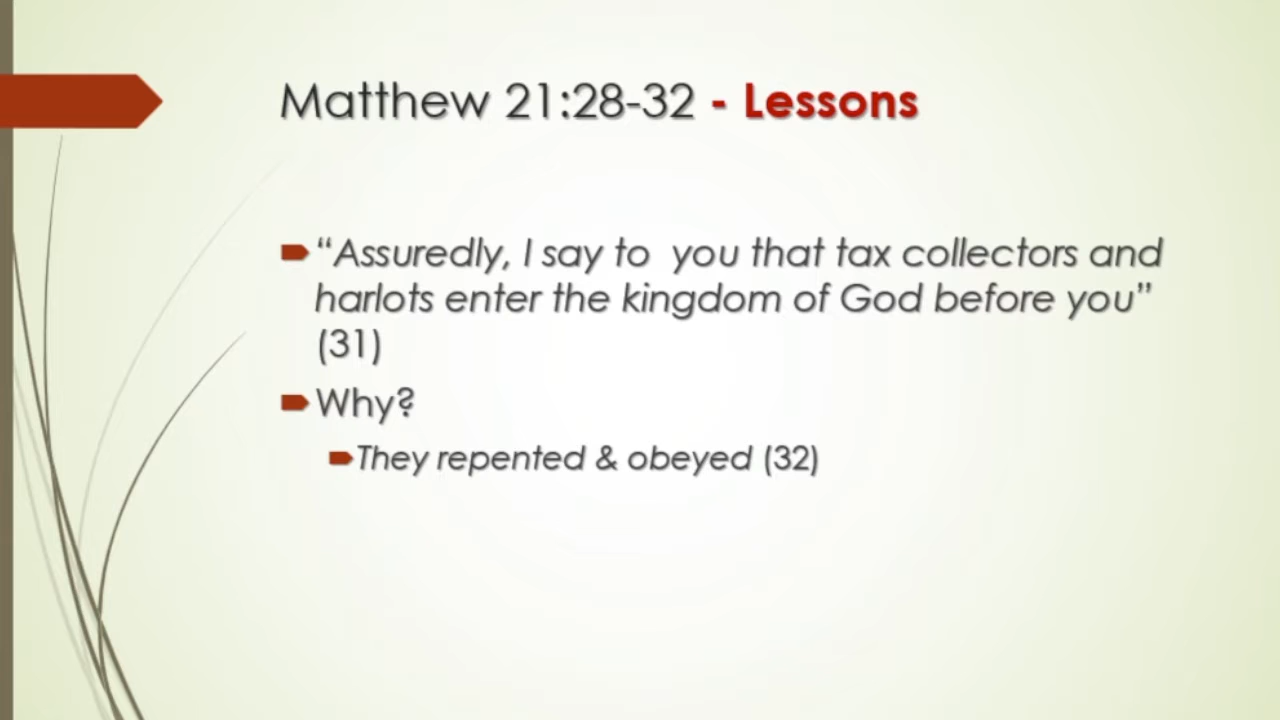 Matthew 21:28-32 - Lessons
“Assuredly, I say to  you that tax collectors and
harlots enter the kingdom of God before you”
(31)
Why?
They repented & obeyed (32)